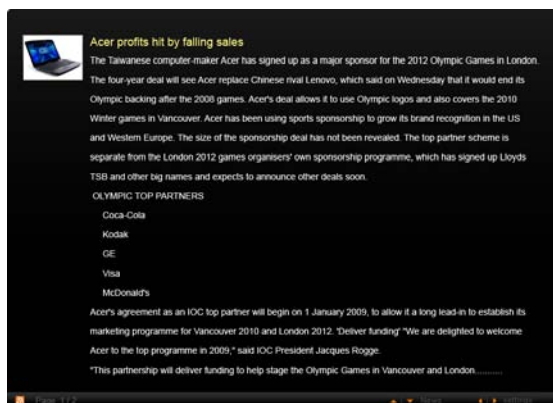 Acer profits hit by falling sales
The Taiwanese computer-maker Acer has signed up as a major sponsor for the 2012 Olympic Games in London.
The four-year deal will see Acer replace Chinese rival Lenovo, which said on Wednesday that it would end its
Olympic backing after the 2008 games. Acer's deal allows it to use Olympic logos and also covers the 2010
Winter games in Vancouver. Acer has been using sports sponsorship to grow its brand recognition in the US
and Western Europe. The size of the sponsorship deal has not been revealed. The top partner scheme is
separate from the London 2012 games organisers' own sponsorship programme, which has signed up Lloyds
TSB and other big names and expects to announce other deals soon.
OLYMPIC TOP PARTNERS
Coca-Cola
Kodak
GE
Visa
McDonald's
Acer's agreement as an IOC top partner will begin on 1 January 2009, to allow it a long lead-in to establish its
marketing programme for Vancouver 2010 and London 2012. 'Deliver funding' "We are delighted to welcome
Acer to the top programme in 2009," said IOC President Jacques Rogge.
"This partnership will deliver funding to help stage the Olympic Games in Vancouver and London...........
Page 1 / 2 News settings